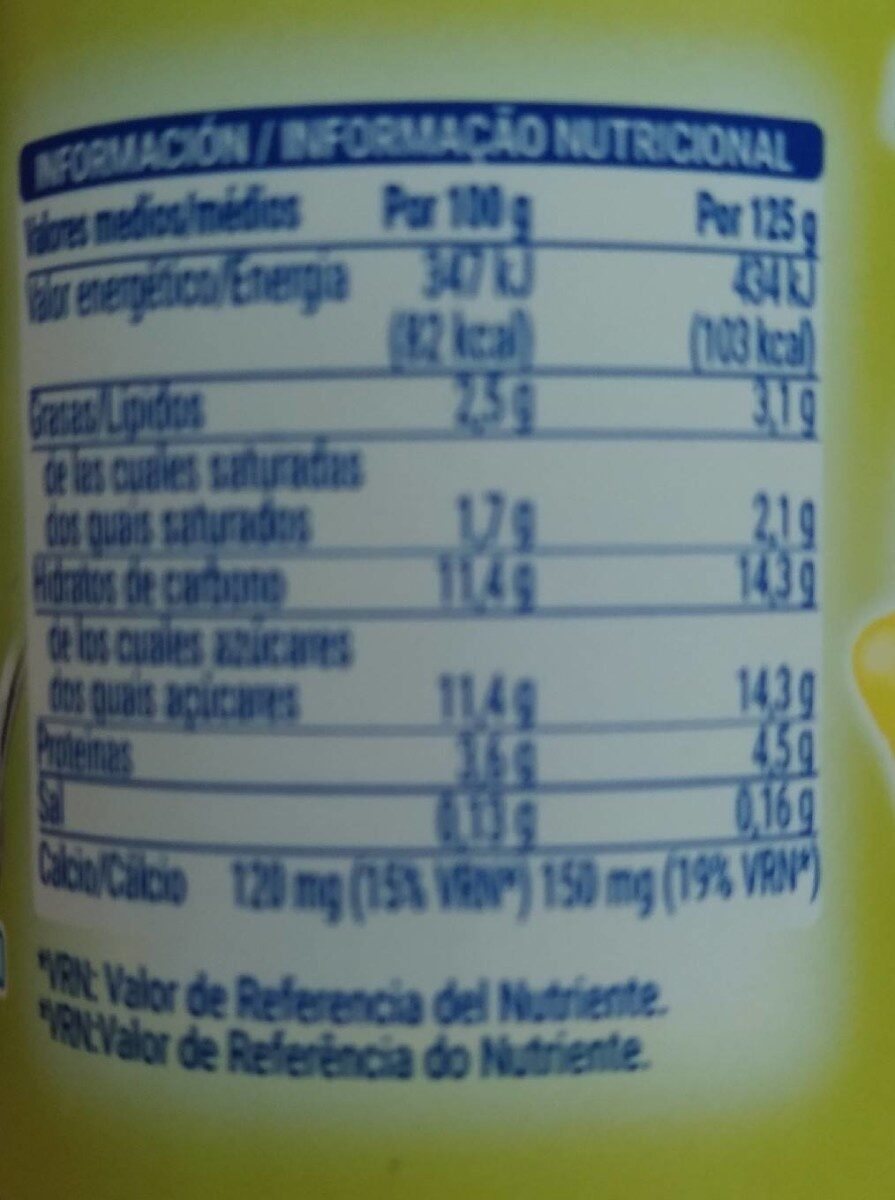 INFORMACIÓN / INFORMAÇÃO NUTRICIONAL
Valores medios/médios Por 100 g Por 125 g
Valor energético/Energia 347 kJ 434 kJ
(82 kcal) (103 kcal)
Grasas/Lípidos 2,5 g 3,1 g
de las cuales saturadas
dos quais saturados 1,7 g 2,1 g
Hidratos de carbono 11,4 g 14,3 g
de los cuales azúcares
dos quais açúcares 11,4 g 14,3 g
Proteínas 3,6 g 4,5 g
Sal 0,13 g 0,16 g
Calcio/Cálcio 120 mg (15% VRN*) 150 mg (19% VRN*)
*VRN: Valor de Referencia del Nutriente.
*VRN:Valor de Referência do Nutriente.